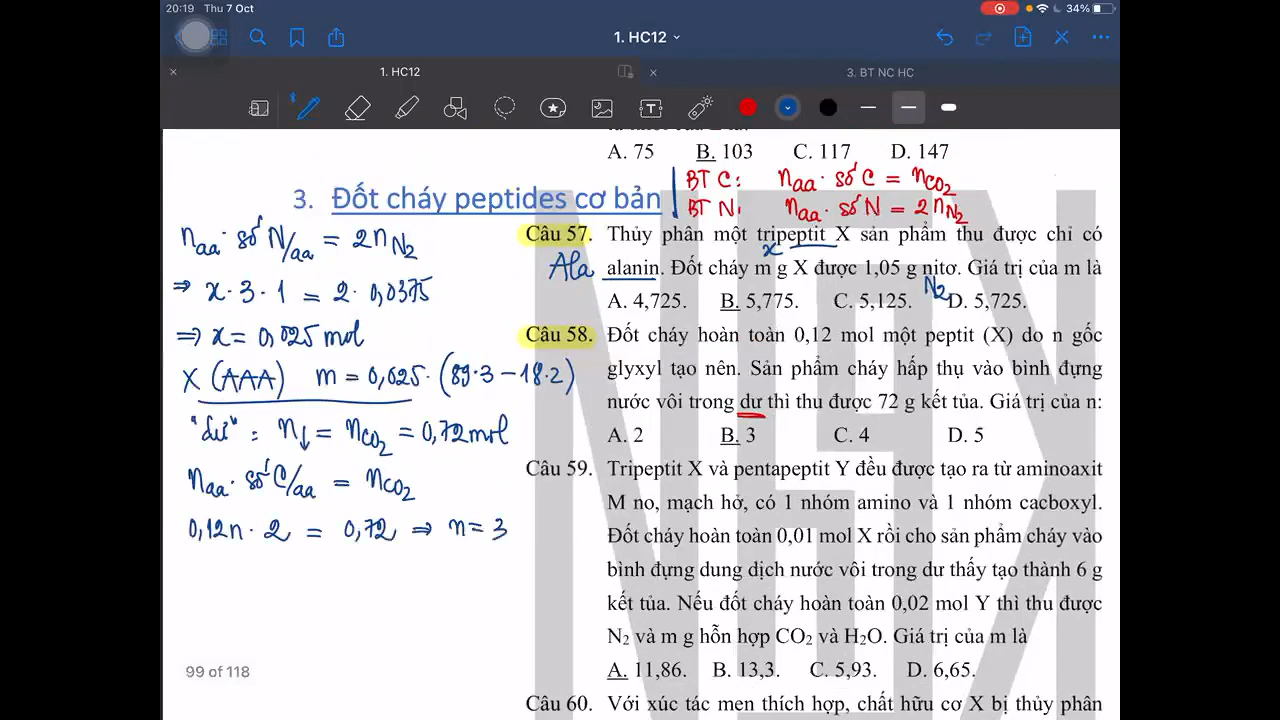 20:19 Thu 7 Oct
34%
1. HC12
1. HC12
3. BT NC HC
A. 75 B. 103 C. 117 D. 147
3. Đốt cháy peptides cơ bản
BT C: naa . số C = nCO2
BT N: naa . số N = 2nN2
naa . số N/aa = 2nN2
⇒ x . 3 . 1 = 2 . 0,0375
⇒ x = 0,025 mol
X (AAA) m = 0,025 . (89.3 – 18.2)
"dư" : n↓ = nCO2 = 0,72 mol
naa . số C/aa = nCO2
0,12n . 2 = 0,72 ⇒ n = 3
Câu 57. Thủy phân một tripeptit X sản phẩm thu được chỉ có
x
Ala alanin. Đốt cháy m g X được 1,05 g nitơ. Giá trị của m là
N2
A. 4,725. B. 5,775. C. 5,125. D. 5,725.
Câu 58. Đốt cháy hoàn toàn 0,12 mol một peptit (X) do n gốc
glyxyl tạo nên. Sản phẩm cháy hấp thụ vào bình đựng
nước vôi trong dư thì thu được 72 g kết tủa. Giá trị của n:
A. 2 B. 3 C. 4 D. 5
Câu 59. Tripeptit X và pentapeptit Y đều được tạo ra từ aminoaxit
M no, mạch hở, có 1 nhóm amino và 1 nhóm cacboxyl.
Đốt cháy hoàn toàn 0,01 mol X rồi cho sản phẩm cháy vào
bình đựng dung dịch nước vôi trong dư thấy tạo thành 6 g
kết tủa. Nếu đốt cháy hoàn toàn 0,02 mol Y thì thu được
N2 và m g hỗn hợp CO2 và H2O. Giá trị của m là
A. 11,86. B. 13,3. C. 5,93. D. 6,65.
Câu 60. Với xúc tác men thích hợp, chất hữu cơ X bị thủy phân
99 of 118